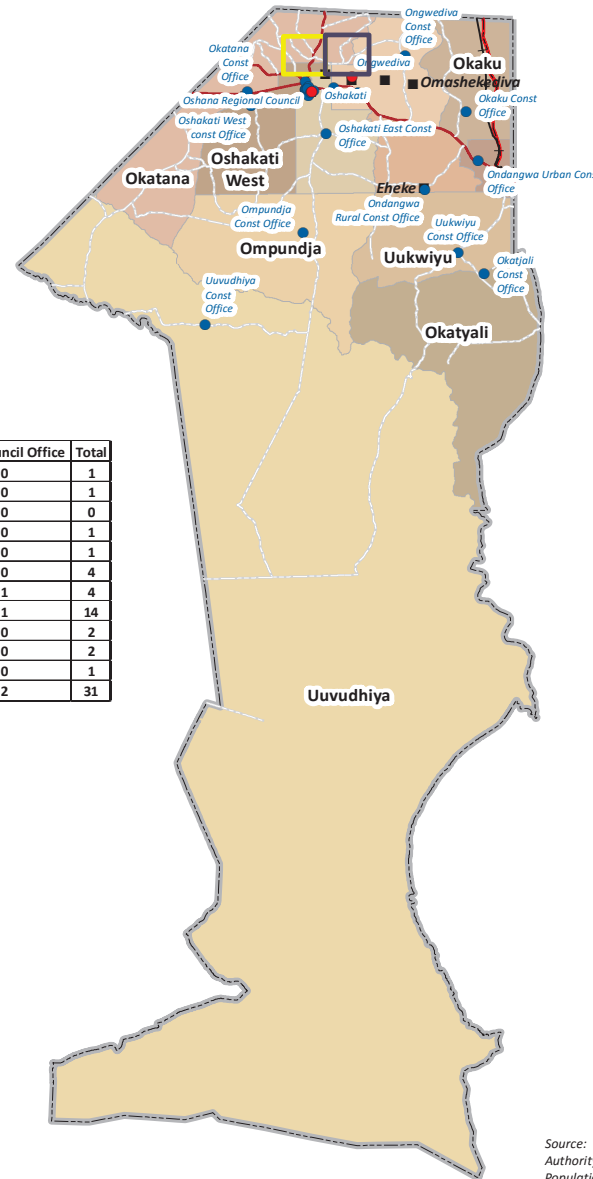 Ongwediva
Const
Office
Okatana
Const
Office
Ongwediva
Okaku
Omashekediva
Oshana Regional Council
Oshakati
Okaku Const
Office
Oshakati West
const Office
Oshakati East Const
Office
Oshakati
West
Okatana
Ondangwa Urban Cons
Office
Eheke
Ondangwa
Rural Const Office
Ompundja
Const Office
Ompundja
Uukwiyu
Const Office
Uukwiyu
Okatjali
Const
Office
Uuvudhiya
Const
Office
Okatyali
uncil Office Total
0 1
0 1
0 0
0 1
0 1
0 4
1 4
1 14
0 2
0 2
0 1
2 31
Uuvudhiya
Source:
Authority
Populatio